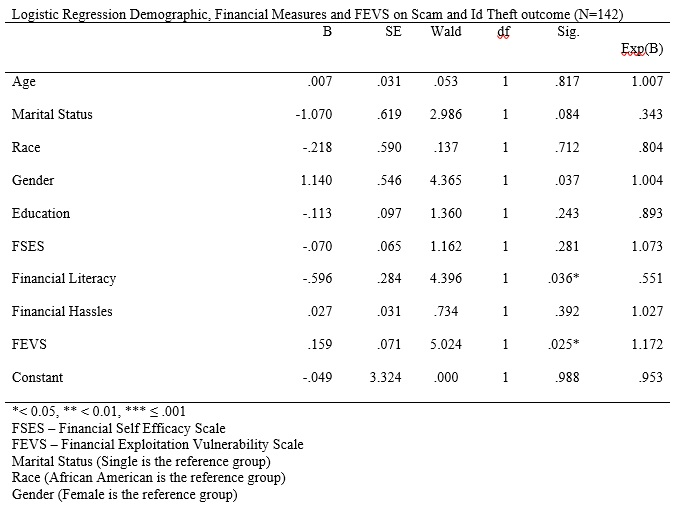 Logistic Regression Demographic, Financial Measures and FEVS on Scam and Id Theft outcome (N=142)
B SE Wald df Sig. Exp(B)
Age .007 .031 .053 1 .817 1.007
Marital Status -1.070 .619 2.986 1 .084 .343
Race -.218 .590 .137 1 .712 .804
Gender 1.140 .546 4.365 1 .037 1.004
Education -.113 .097 1.360 1 .243 .893
FSES -.070 .065 1.162 1 .281 1.073
Financial Literacy -.596 .284 4.396 1 .036* .551
Financial Hassles .027 .031 .734 1 .392 1.027
FEVS .159 .071 5.024 1 .025* 1.172
Constant -.049 3.324 .000 1 .988 .953
*< 0.05, ** < 0.01, *** ≤ .001
FSES – Financial Self Efficacy Scale
FEVS – Financial Exploitation Vulnerability Scale
Marital Status (Single is the reference group)
Race (African American is the reference group)
Gender (Female is the reference group)